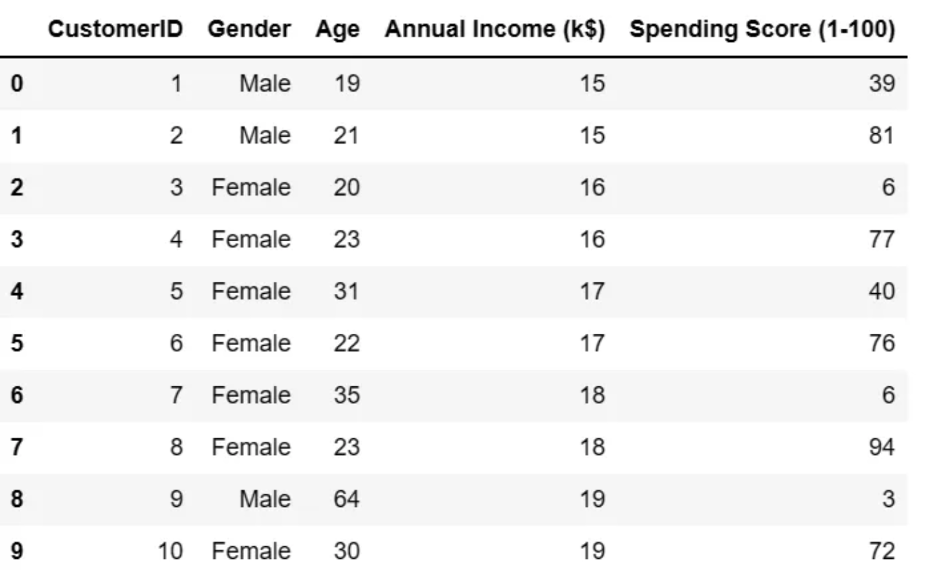 CustomerID Gender Age Annual Income (k$) Spending Score (1-100)
0 1 Male 19 15 39
1 2 Male 21 15 81
2 3 Female 20 16 6
3 4 Female 23 16 77
4 5 Female 31 17 40
5 6 Female 22 17 76
6 7 Female 35 18 6
7 8 Female 23 18 94
8 9 Male 64 19 3
9 10 Female 30 19 72